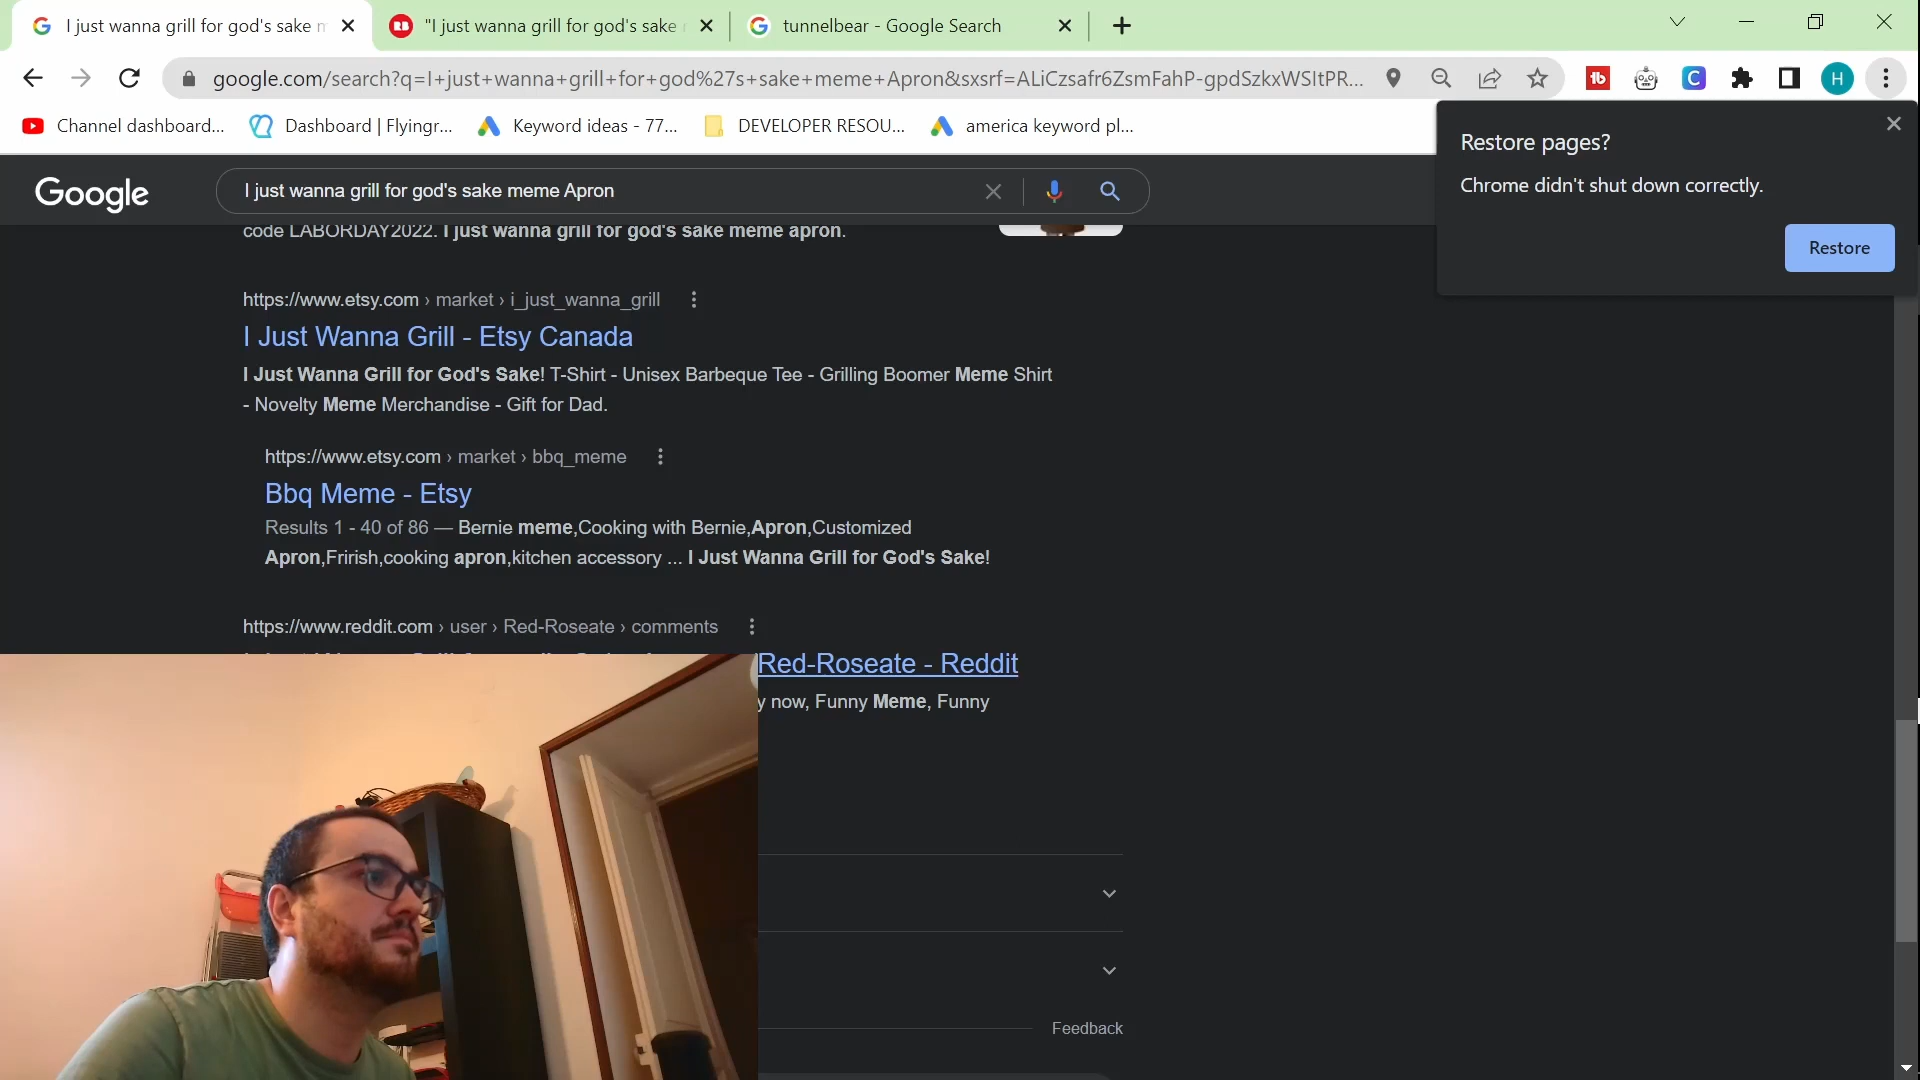 I just wanna grill for god's sake m
"I just wanna grill for god's sake
tunnelbear - Google Search
google.com/search?q=I+just+wanna+grill+for+god%27s+sake+meme+Apron&sxsrf=ALiCzsafr6ZsmFahP-gpdSzkxWSItPR...
H
Channel dashboard...
Dashboard | Flyingr...
Keyword ideas - 77...
DEVELOPER RESOU...
america keyword pl...
Restore pages?
Chrome didn't shut down correctly.
Restore
Google
I just wanna grill for god's sake meme Apron
code LABORDAY2022. I just wanna grill for god's sake meme apron.
https://www.etsy.com › market › i_just_wanna_grill
I Just Wanna Grill - Etsy Canada
I Just Wanna Grill for God's Sake! T-Shirt - Unisex Barbeque Tee - Grilling Boomer Meme Shirt
- Novelty Meme Merchandise - Gift for Dad.
https://www.etsy.com › market › bbq_meme
Bbq Meme - Etsy
Results 1 - 40 of 86 — Bernie meme,Cooking with Bernie,Apron,Customized
Apron,Frirish,cooking apron,kitchen accessory ... I Just Wanna Grill for God's Sake!
https://www.reddit.com › user › Red-Roseate › comments
Red-Roseate - Reddit
y now, Funny Meme, Funny
Feedback